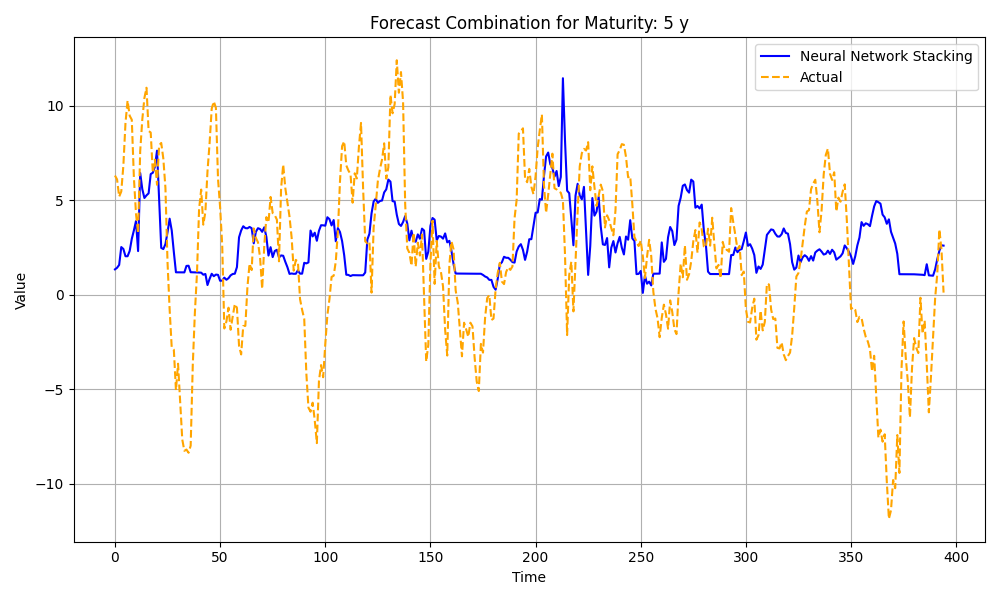 Forecast Combination for Maturity: 5 y
Neural Network Stacking
Actual
Value
10
5
0
−5
−10
0 50 100 150 200 250 300 350 400
Time